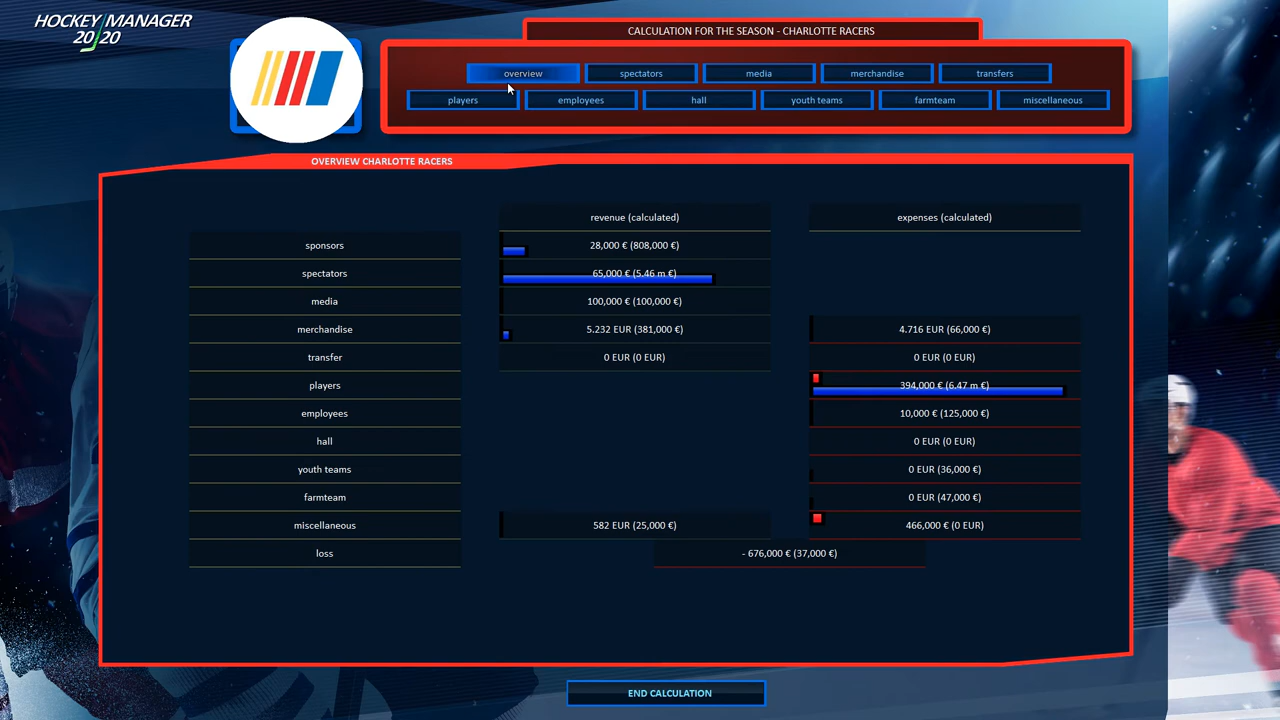 HOCKEY MANAGER
20|20
CALCULATION FOR THE SEASON - CHARLOTTE RACERS
overview spectators media merchandise transfers
players employees hall youth teams farmteam miscellaneous
OVERVIEW CHARLOTTE RACERS
revenue (calculated) expenses (calculated)
sponsors 28,000 € (808,000 €)
spectators 65,000 € (5.46 m €)
media 100,000 € (100,000 €)
merchandise 5.232 EUR (381,000 €) 4.716 EUR (66,000 €)
transfer 0 EUR (0 EUR) 0 EUR (0 EUR)
players 394,000 € (6.47 m €)
employees 10,000 € (125,000 €)
hall 0 EUR (0 EUR)
youth teams 0 EUR (36,000 €)
farmteam 0 EUR (47,000 €)
miscellaneous 582 EUR (25,000 €) 466,000 € (0 EUR)
loss - 676,000 € (37,000 €)
END CALCULATION